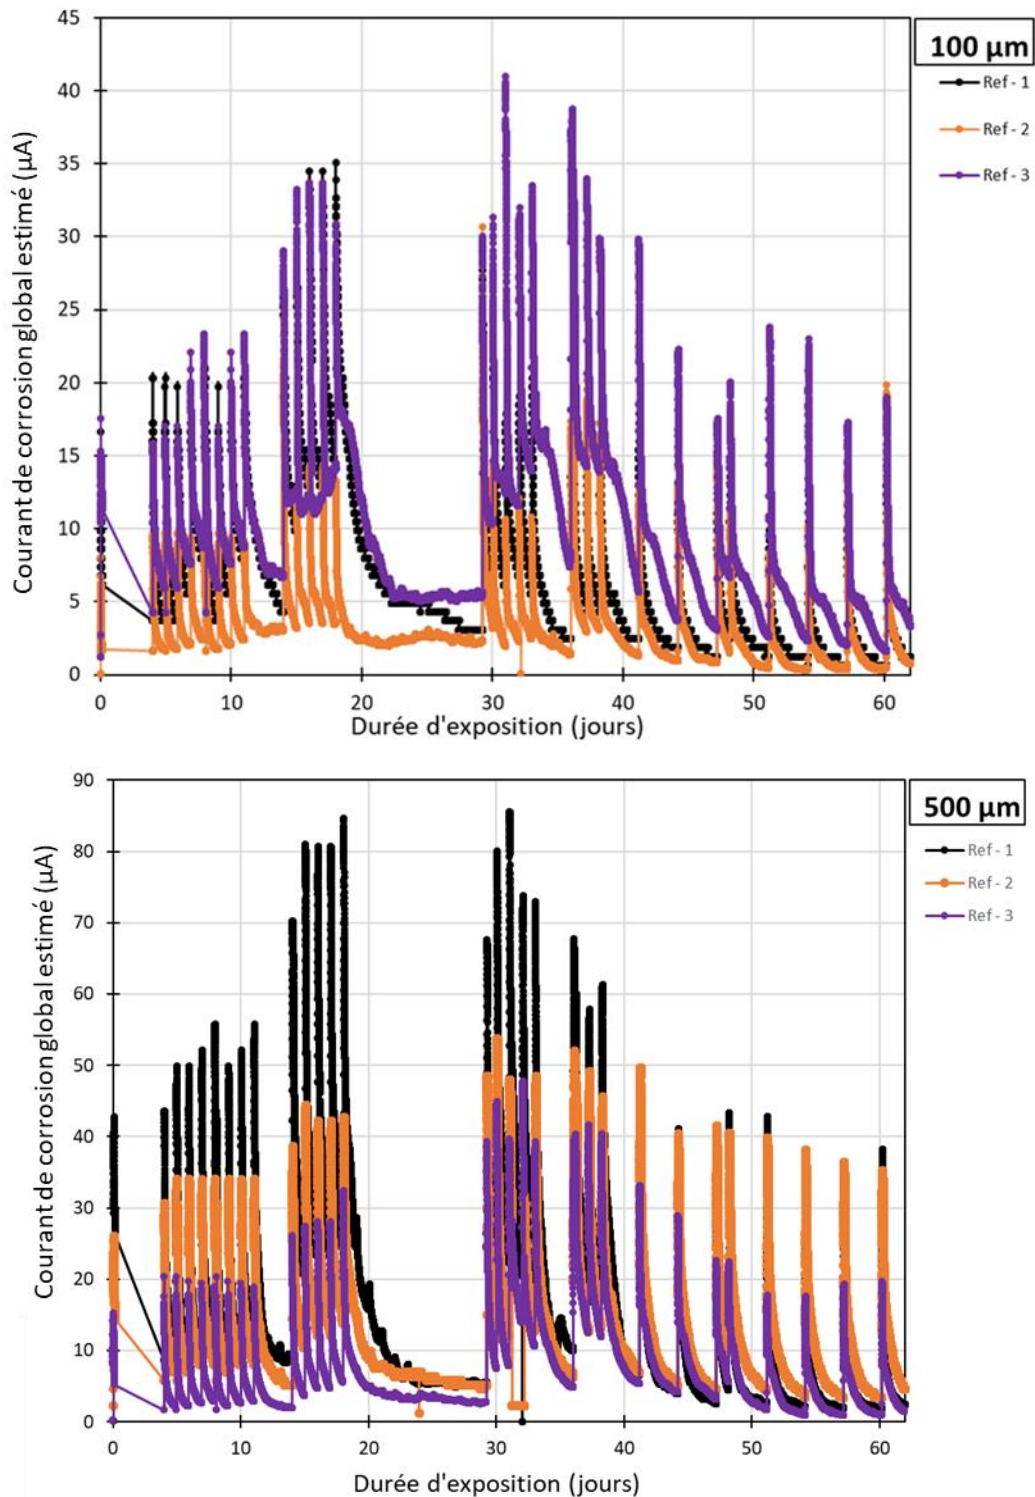 45
40
35
30
25
20
15
10
5
0
Courant de corrosion global estimé (µA)
0 10 20 30 40 50 60
Durée d'exposition (jours)
100 µm
Ref - 1
Ref - 2
Ref - 3
90
80
70
60
50
40
30
20
10
0
Courant de corrosion global estimé (µA)
0 10 20 30 40 50 60
Durée d'exposition (jours)
500 µm
Ref - 1
Ref - 2
Ref - 3